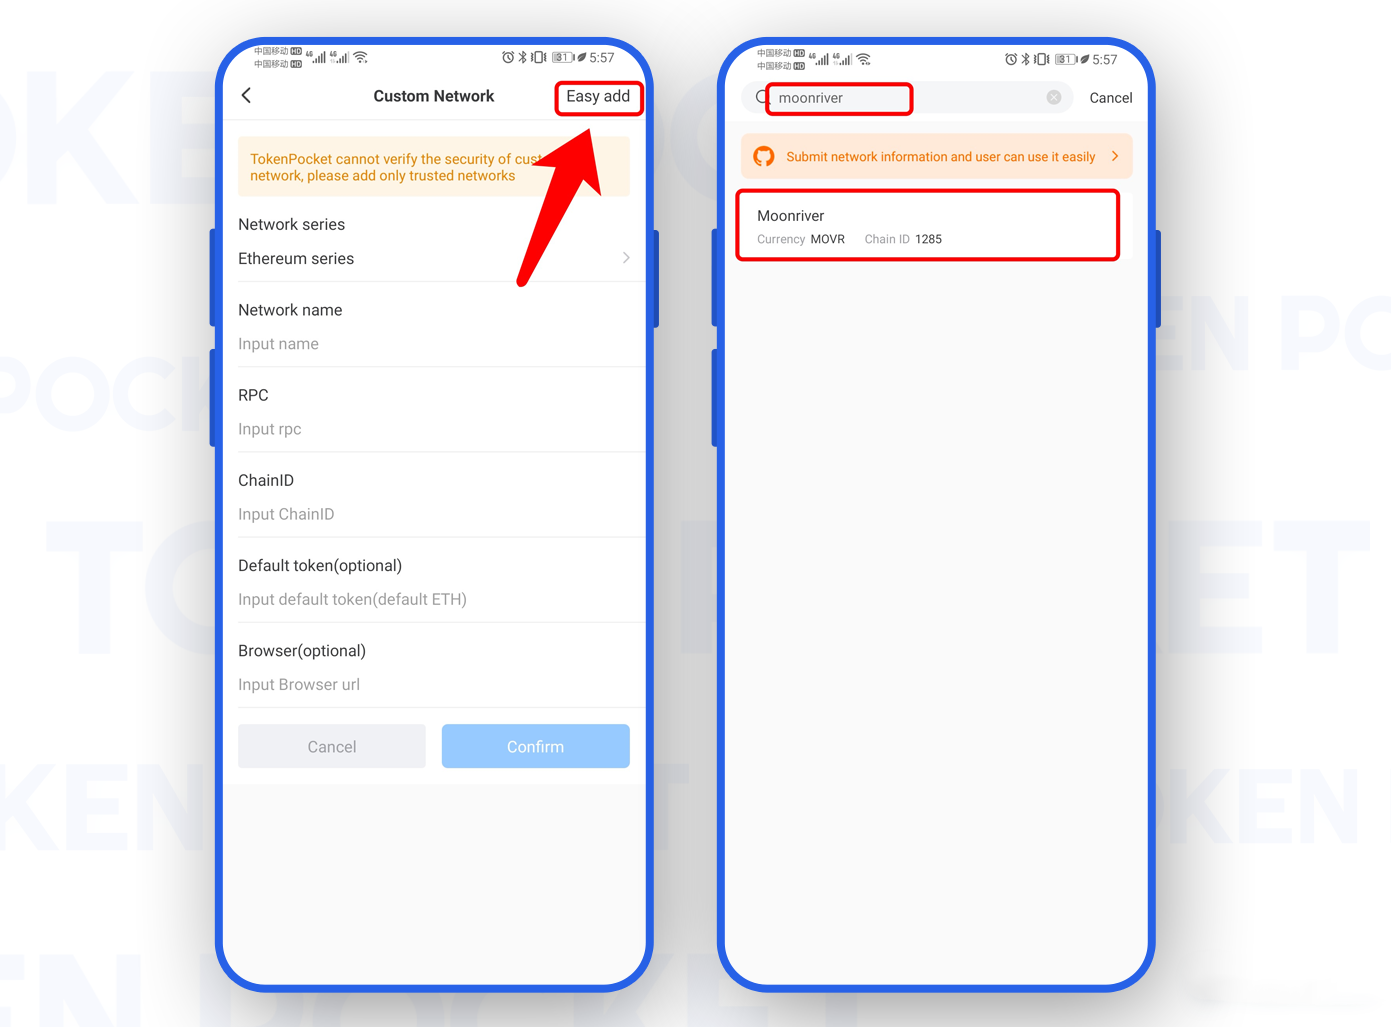 中国移动 HD
中国移动 HD
4G 4G
31 5:57
Custom Network
Easy add
TokenPocket cannot verify the security of cust
network, please add only trusted networks
Network series
Ethereum series
Network name
Input name
RPC
Input rpc
ChainID
Input ChainID
Default token(optional)
Input default token(default ETH)
Browser(optional)
Input Browser url
Cancel
Confirm
中国移动 HD
中国移动 HD
4G 4G
31 5:57
moonriver
Cancel
Submit network information and user can use it easily
Moonriver
Currency MOVR Chain ID 1285